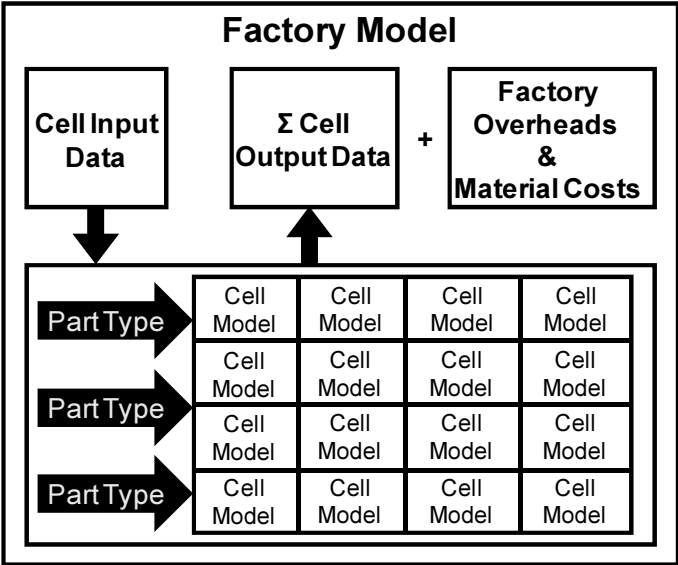 Factory Model
Cell Input
Data
Σ Cell
Output Data
+
Factory
Overheads
&
Material Costs
Part Type
Part Type
Part Type
Cell
Model
Cell
Model
Cell
Model
Cell
Model
Cell
Model
Cell
Model
Cell
Model
Cell
Model
Cell
Model
Cell
Model
Cell
Model
Cell
Model
Cell
Model
Cell
Model
Cell
Model
Cell
Model